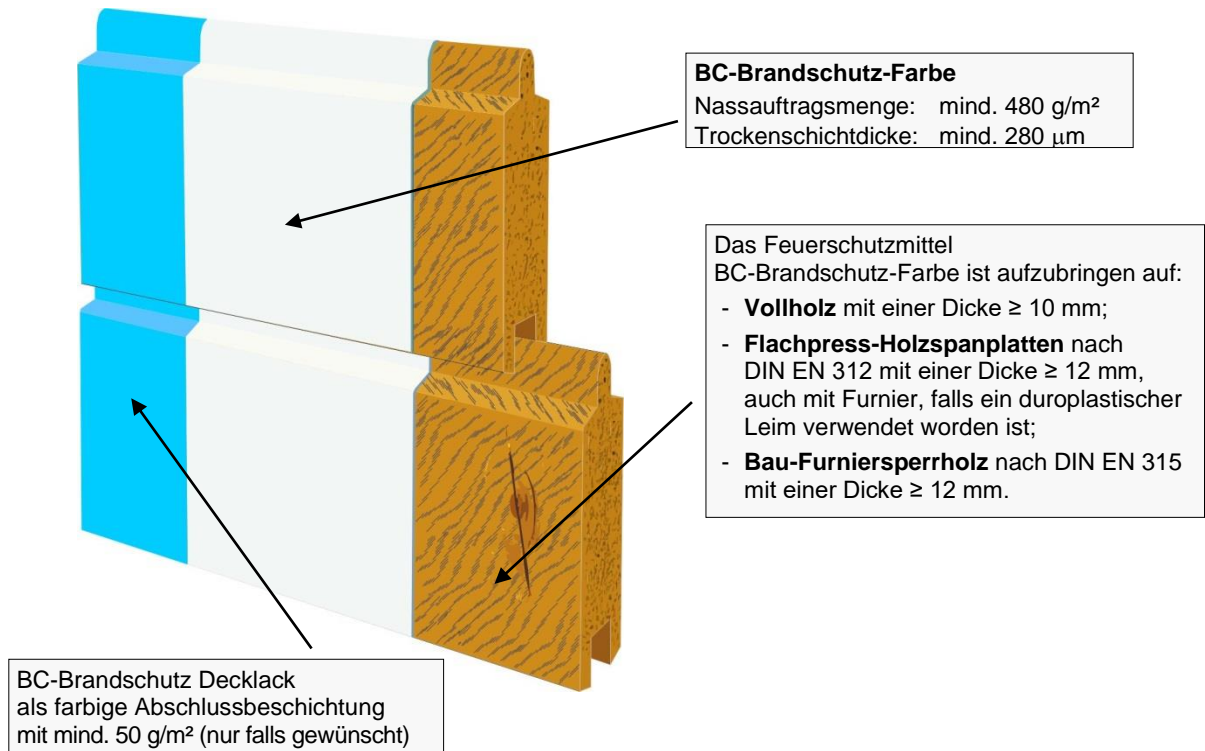 BC-Brandschutz-Farbe
Nassauftragsmenge: mind. 480 g/m²
Trockenschichtdicke: mind. 280 μm
Das Feuerschutzmittel
BC-Brandschutz-Farbe ist aufzubringen auf:
- Vollholz mit einer Dicke ≥ 10 mm;
- Flachpress-Holzspanplatten nach
DIN EN 312 mit einer Dicke ≥ 12 mm,
auch mit Furnier, falls ein duroplastischer
Leim verwendet worden ist;
- Bau-Furniersperrholz nach DIN EN 315
mit einer Dicke ≥ 12 mm.
BC-Brandschutz Decklack
als farbige Abschlussbeschichtung
mit mind. 50 g/m² (nur falls gewünscht)